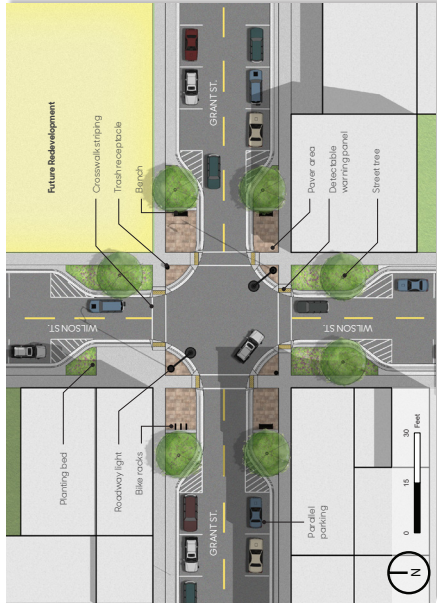 Future Redevelopment
Crosswalk striping
Trash receptacle
Bench
GRANT ST.
Paver area
Detectable
warning panel
Street tree
WILSON ST.
WILSON ST.
Planting bed
Roadway light
Bike racks
GRANT ST.
Parallel
parking
0 15 30 Feet
N